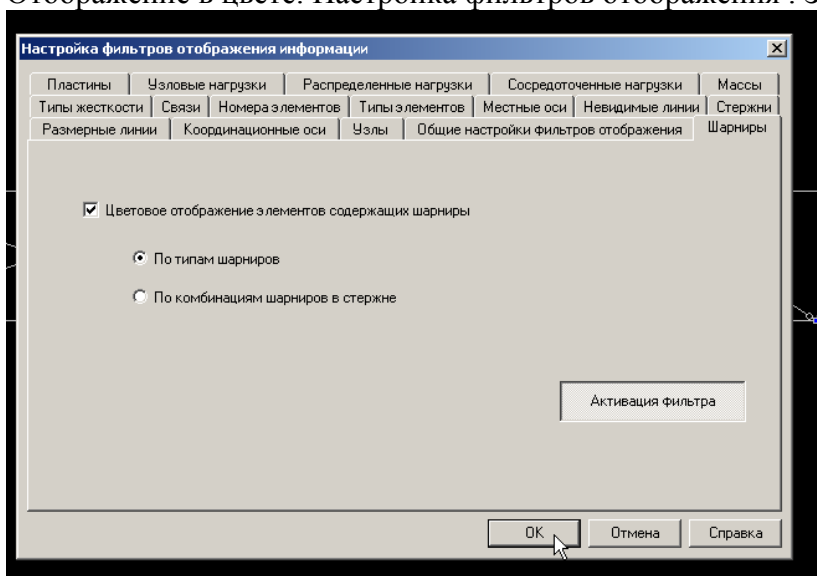 Отображение в цвете. Настройка фильтров отображения .
Настройка фильтров отображения информации
Пластины Узловые нагрузки Распределенные нагрузки Сосредоточенные нагрузки Массы
Типы жесткости Связи Номера элементов Типы элементов Местные оси Невидимые линии Стержни
Размерные линии Координационные оси Узлы Общие настройки фильтров отображения Шарниры
Цветовое отображение элементов содержащих шарниры
По типам шарниров
По комбинациям шарниров в стержне
Активация фильтра
OK Отмена Справка